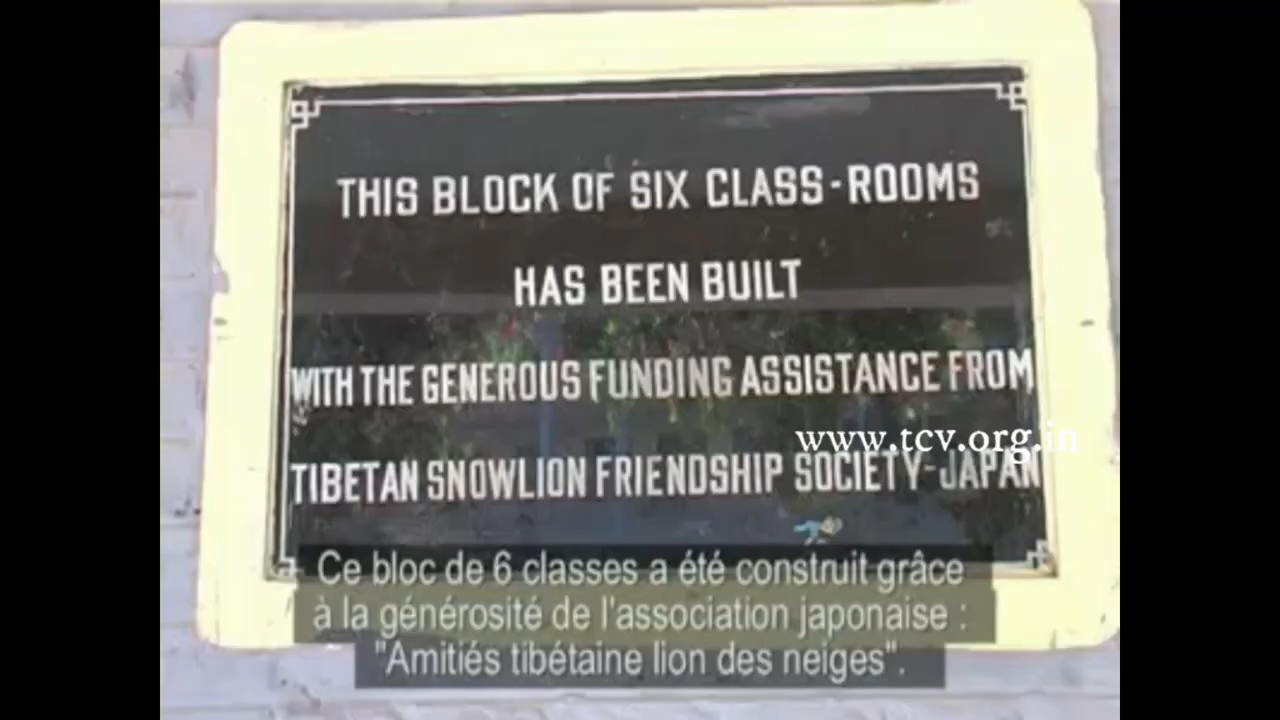 THIS BLOCK OF SIX CLASS-ROOMS
HAS BEEN BUILT
WITH THE GENEROUS FUNDING ASSISTANCE FROM
www.tcv.org.in
TIBETAN SNOWLION FRIENDSHIP SOCIETY-JAPAN
Ce bloc de 6 classes a été construit grâce
à la générosité de l'association japonaise :
"Amitiés tibétaine lion des neiges".